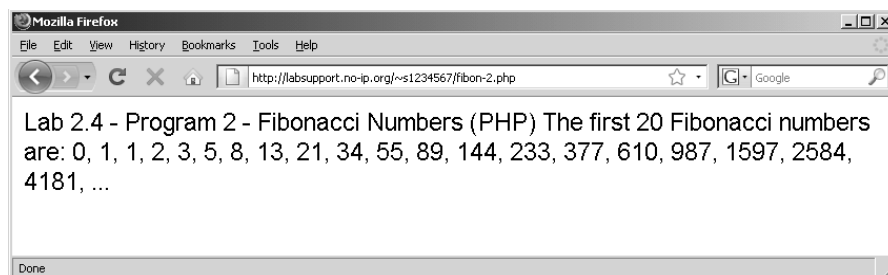 Mozilla Firefox
File Edit View History Bookmarks Tools Help
http://labsupport.no-ip.org/~s1234567/fibon-2.php G Google
Lab 2.4 - Program 2 - Fibonacci Numbers (PHP) The first 20 Fibonacci numbers
are: 0, 1, 1, 2, 3, 5, 8, 13, 21, 34, 55, 89, 144, 233, 377, 610, 987, 1597, 2584,
4181, ...
Done